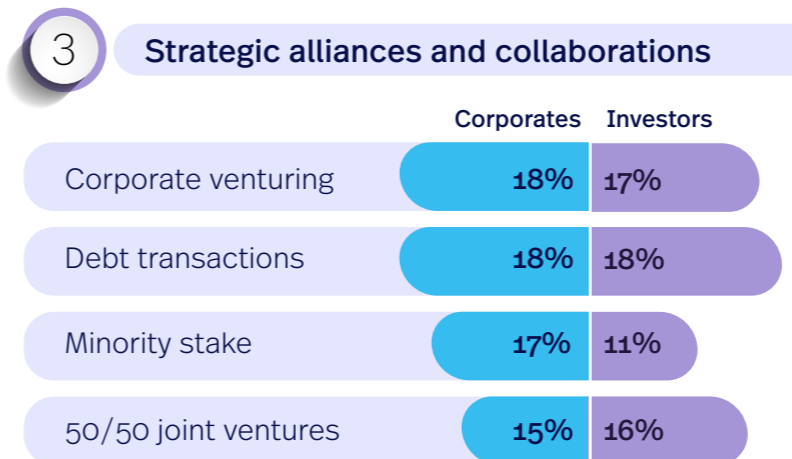 3
Strategic alliances and collaborations
Corporates Investors
Corporate venturing 18% 17%
Debt transactions 18% 18%
Minority stake 17% 11%
50/50 joint ventures 15% 16%